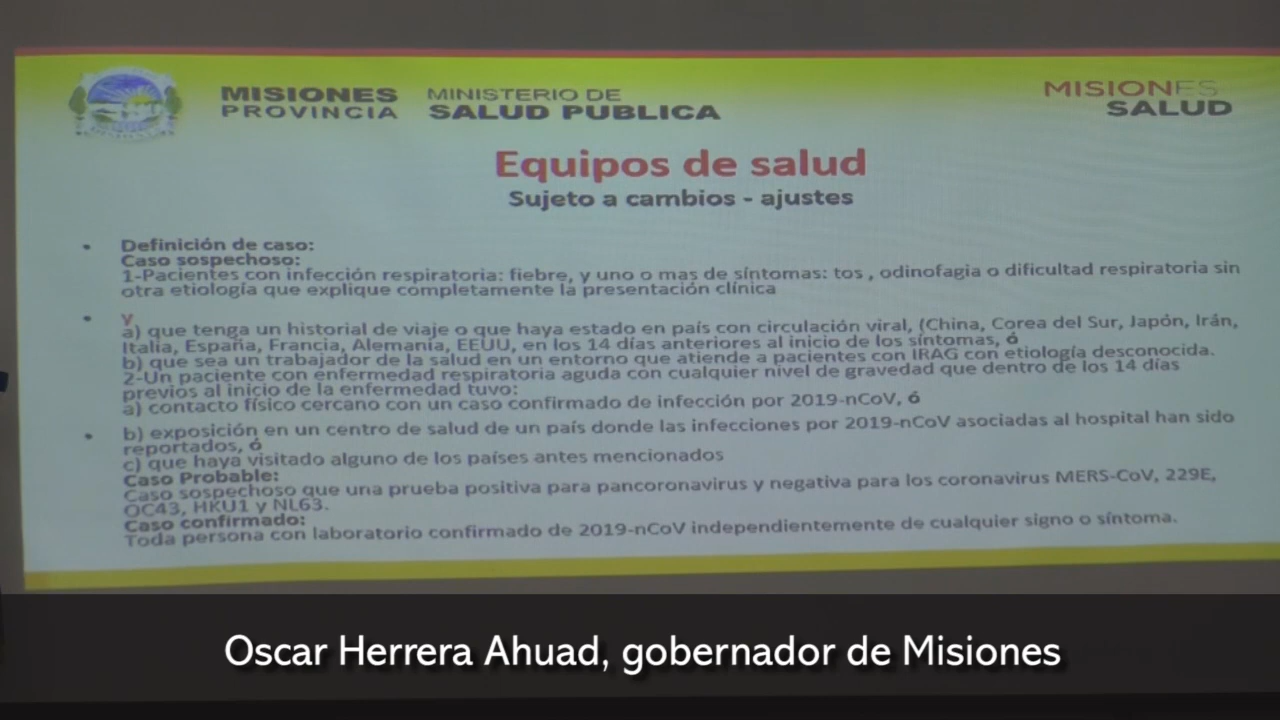 MISIONES
PROVINCIA
MINISTERIO DE
SALUD PUBLICA
MISIONES
SALUD
Equipos de salud
Sujeto a cambios - ajustes
• Definición de caso:
Caso sospechoso:
1-Pacientes con infección respiratoria: fiebre, y uno o mas de síntomas: tos , odinofagia o dificultad respiratoria sin
otra etiología que explique completamente la presentación clínica
• Y
a) que tenga un historial de viaje o que haya estado en país con circulación viral, (China, Corea del Sur, Japón, Irán,
Italia, España, Francia, Alemania, EEUU, en los 14 días anteriores al inicio de los síntomas, ó
b) que sea un trabajador de la salud en un entorno que atiende a pacientes con IRAG con etiología desconocida.
2-Un paciente con enfermedad respiratoria aguda con cualquier nivel de gravedad que dentro de los 14 días
previos al inicio de la enfermedad tuvo:
a) contacto físico cercano con un caso confirmado de infección por 2019-nCoV, ó
• b) exposición en un centro de salud de un país donde las infecciones por 2019-nCoV asociadas al hospital han sido
reportados, ó
c) que haya visitado alguno de los países antes mencionados
Caso Probable:
Caso sospechoso que una prueba positiva para pancoronavirus y negativa para los coronavirus MERS-CoV, 229E,
OC43, HKU1 y NL63.
Caso confirmado:
Toda persona con laboratorio confirmado de 2019-nCoV independientemente de cualquier signo o síntoma.
Oscar Herrera Ahuad, gobernador de Misiones